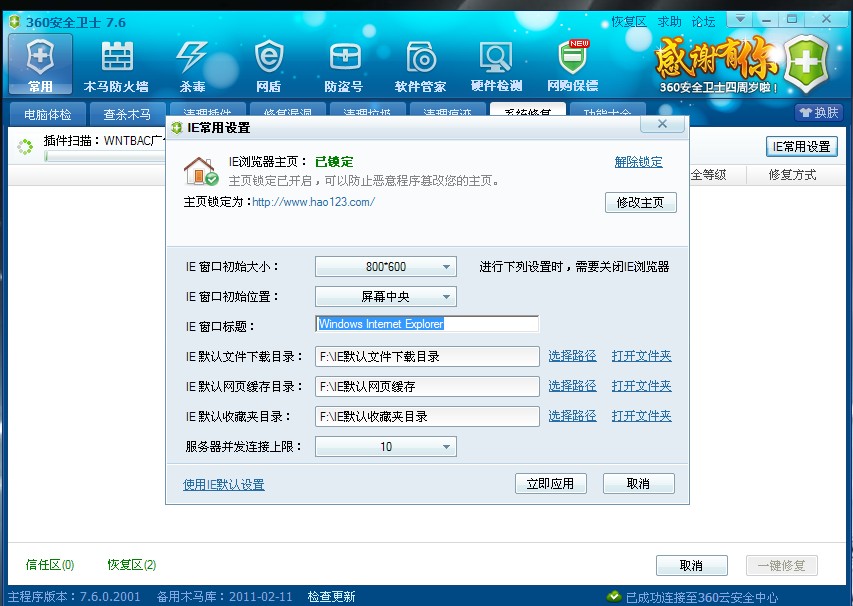 360安全卫士 7.6
恢复区 求助 论坛
常用 木马防火墙 杀毒 网盾 防盗号 软件管家 硬件检测 网购保镖
NEW
感谢有你
360安全卫士四周岁啦!
电脑体检 查杀木马 清理插件 修复漏洞 清理垃圾 清理痕迹 系统修复 功能大全 换肤
插件扫描:WNTBAC广
IE常用设置
全等级 修复方式
IE常用设置
IE浏览器主页: 已锁定 解除锁定
主页锁定已开启,可以防止恶意程序篡改您的主页。
主页锁定为:http://www.hao123.com/ 修改主页
IE 窗口初始大小: 800*600 进行下列设置时,需要关闭IE浏览器
IE 窗口初始位置: 屏幕中央
IE 窗口标题: Windows Internet Explorer
IE 默认文件下载目录: F:\IE默认文件下载目录 选择路径 打开文件夹
IE 默认网页缓存目录: F:\IE默认网页缓存 选择路径 打开文件夹
IE 默认收藏夹目录: F:\IE默认收藏夹目录 选择路径 打开文件夹
服务器并发连接上限: 10
使用IE默认设置 立即应用 取消
信任区(0) 恢复区(2) 取消 一键修复
主程序版本:7.6.0.2001 备用木马库:2011-02-11 检查更新 已成功连接至360云安全中心